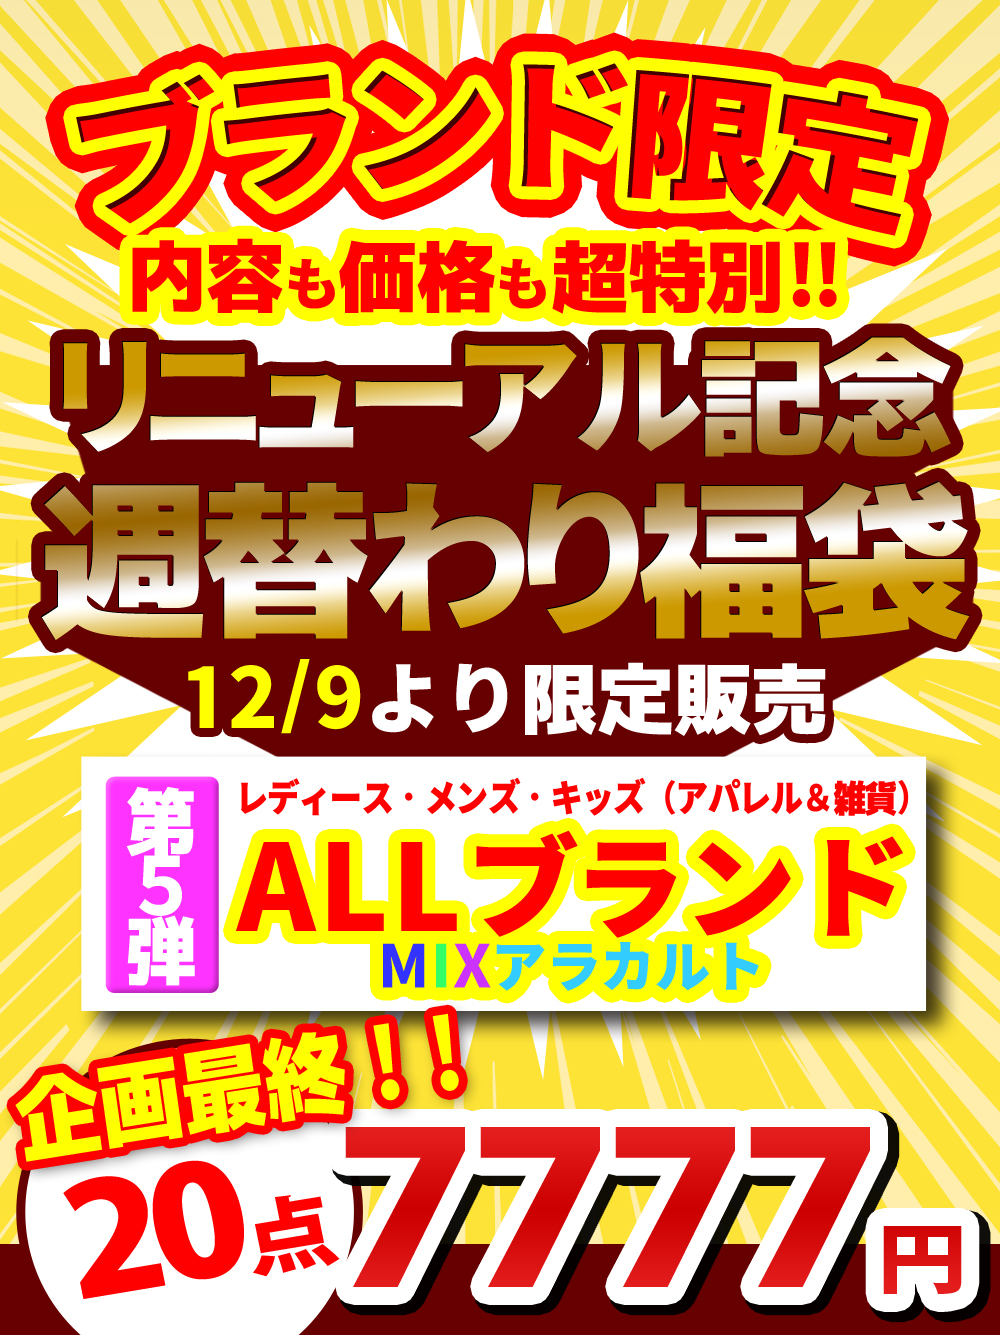 ブランド限定
内容も価格も超特別!!
リニューアル記念
週替わり福袋
12/9より限定販売
第5弾
レディース・メンズ・キッズ（アパレル＆雑貨）
ALLブランド
MIXアラカルト
企画最終！！
20点
7777円